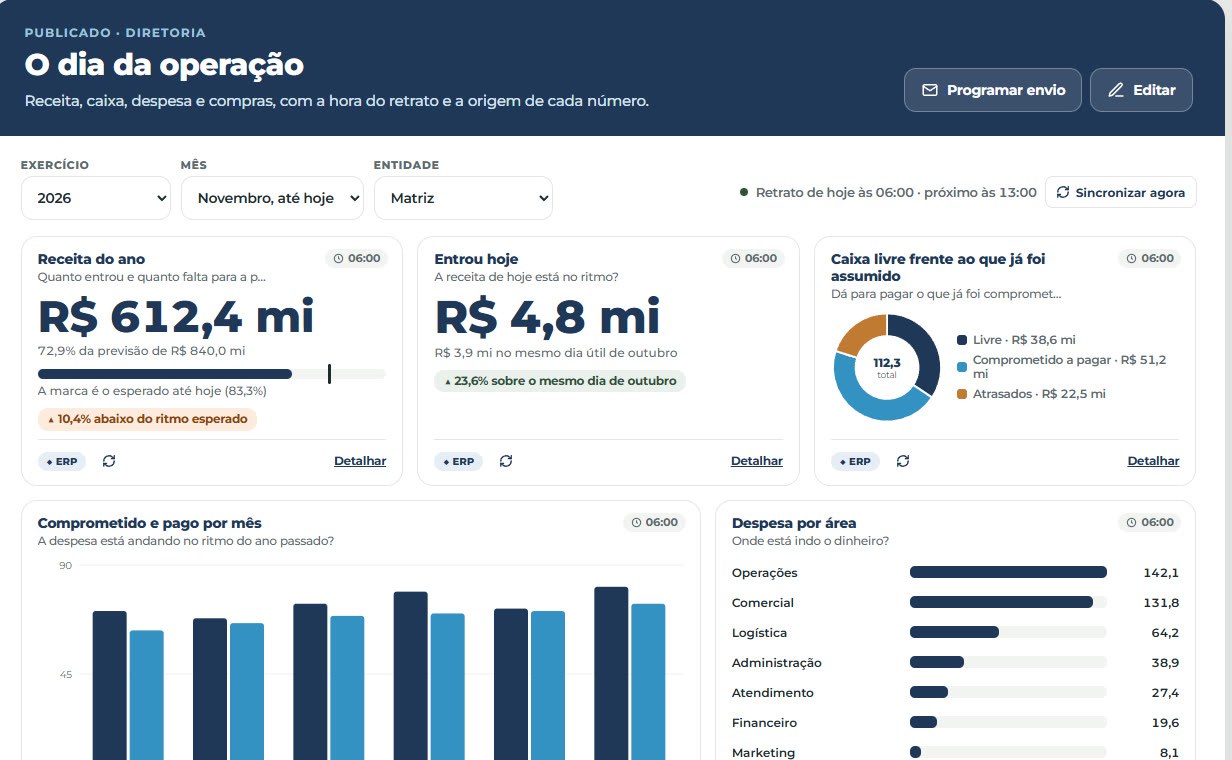 PUBLICADO · DIRETORIA
O dia da operação
Receita, caixa, despesa e compras, com a hora do retrato e a origem de cada número.
Programar envio
Editar
EXERCÍCIO
MÊS
ENTIDADE
2026
Novembro, até hoje
Matriz
Retrato de hoje às 06:00 · próximo às 13:00
Sincronizar agora
Receita do ano
06:00
Quanto entrou e quanto falta para a p...
R$ 612,4 mi
72,9% da previsão de R$ 840,0 mi
A marca é o esperado até hoje (83,3%)
▲ 10,4% abaixo do ritmo esperado
ERP
Detalhar
Entrou hoje
06:00
A receita de hoje está no ritmo?
R$ 4,8 mi
R$ 3,9 mi no mesmo dia útil de outubro
▲ 23,6% sobre o mesmo dia de outubro
ERP
Detalhar
Caixa livre frente ao que já foi
assumido
06:00
Dá para pagar o que já foi compromet...
112,3
total
Livre · R$ 38,6 mi
Comprometido a pagar · R$ 51,2
mi
Atrasados · R$ 22,5 mi
ERP
Detalhar
Comprometido e pago por mês
06:00
A despesa está andando no ritmo do ano passado?
90
45
Despesa por área
06:00
Onde está indo o dinheiro?
Operações 142,1
Comercial 131,8
Logística 64,2
Administração 38,9
Atendimento 27,4
Financeiro 19,6
Marketing 8,1